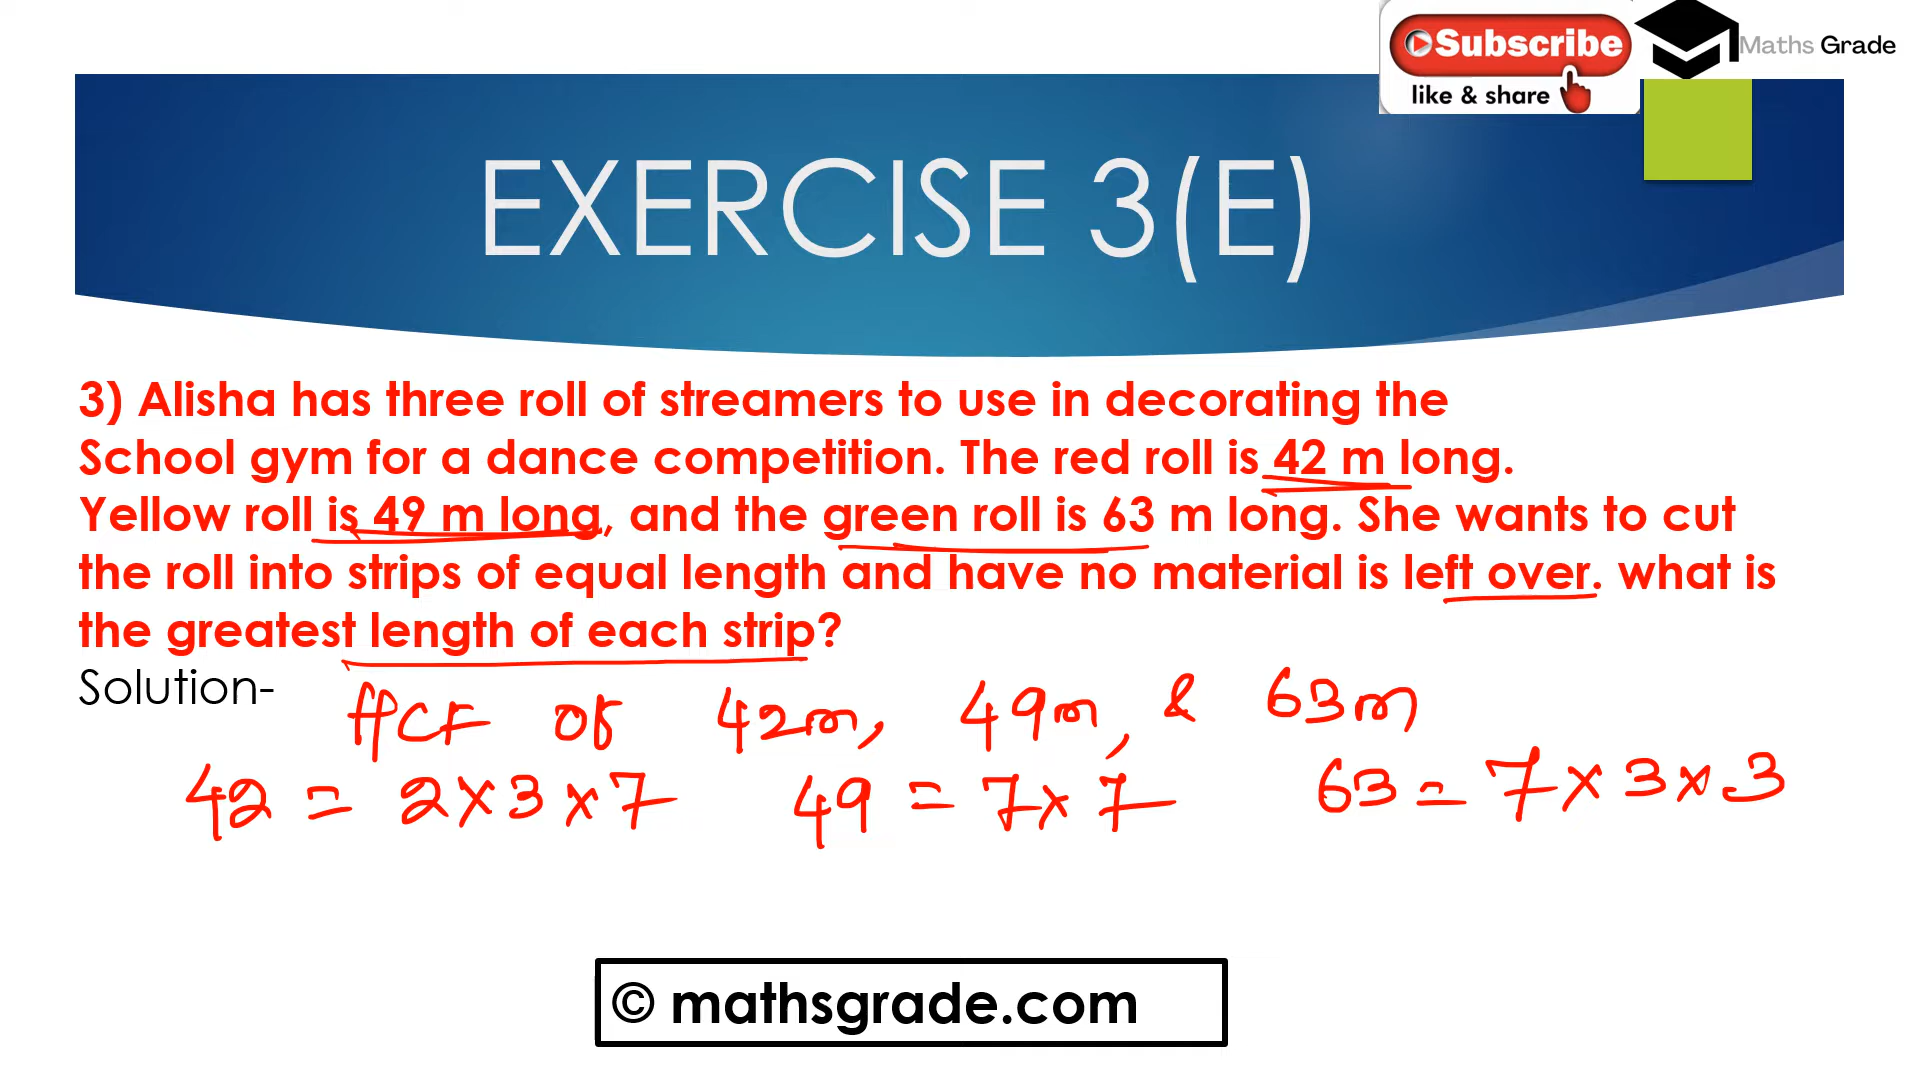 Subscribe
like & share
Maths Grade
EXERCISE 3(E)
3) Alisha has three roll of streamers to use in decorating the
School gym for a dance competition. The red roll is 42 m long.
Yellow roll is 49 m long, and the green roll is 63 m long. She wants to cut
the roll into strips of equal length and have no material is left over. what is
the greatest length of each strip?
Solution- HCF of 42m, 49m, & 63m
42 = 2×3×7 49 = 7×7 63 = 7×3×3
© mathsgrade.com